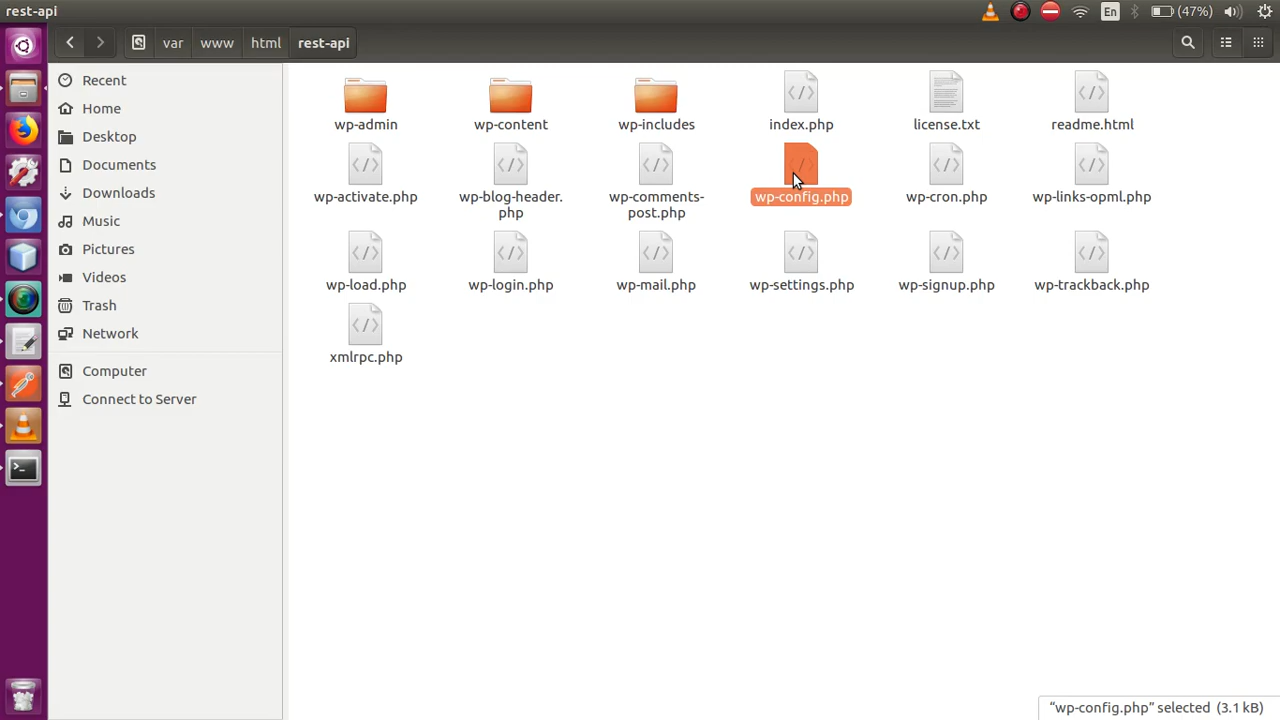 rest-api
En
(47%)
var
www
html
rest-api
Recent
Home
Desktop
Documents
Downloads
Music
Pictures
Videos
Trash
Network
Computer
Connect to Server
wp-admin
wp-content
wp-includes
index.php
license.txt
readme.html
wp-activate.php
wp-blog-header.
php
wp-comments-
post.php
wp-config.php
wp-cron.php
wp-links-opml.php
wp-load.php
wp-login.php
wp-mail.php
wp-settings.php
wp-signup.php
wp-trackback.php
xmlrpc.php
“wp-config.php” selected (3.1 kB)